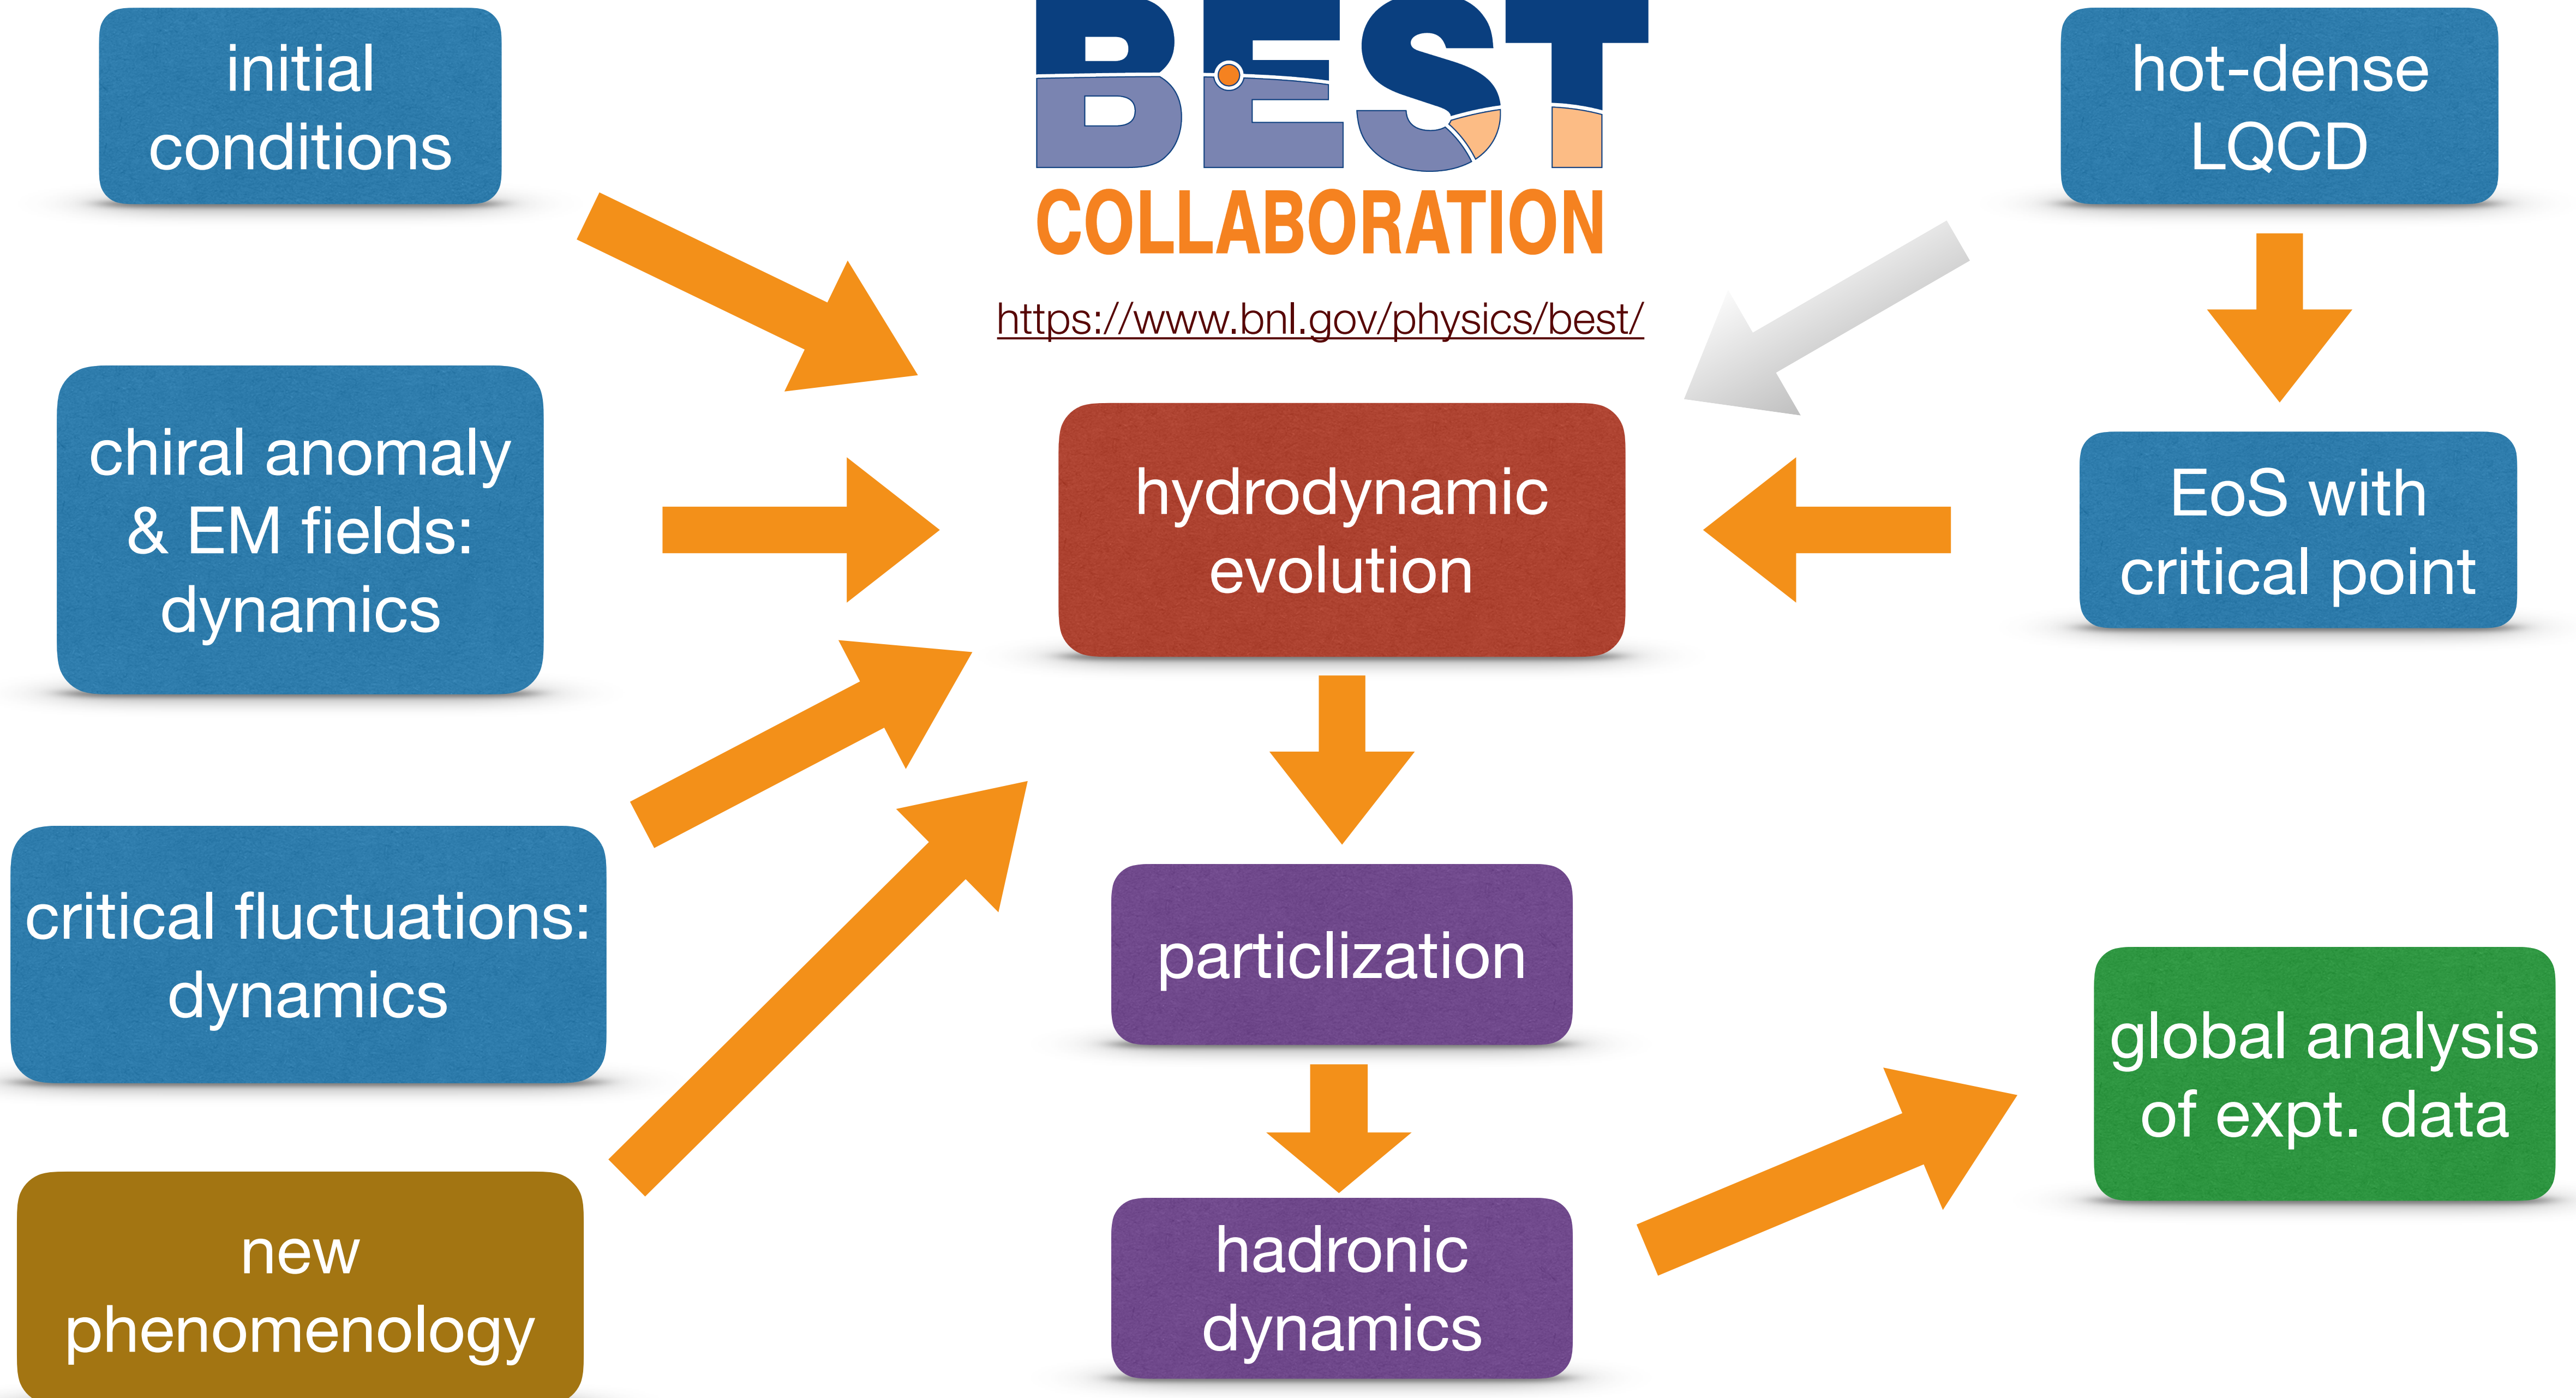 initial
conditions
BEST
COLLABORATION
https://www.bnl.gov/physics/best/
hot-dense
LQCD
chiral anomaly
& EM fields:
dynamics
hydrodynamic
evolution
EoS with
critical point
critical fluctuations:
dynamics
particlization
global analysis
of expt. data
new
phenomenology
hadronic
dynamics